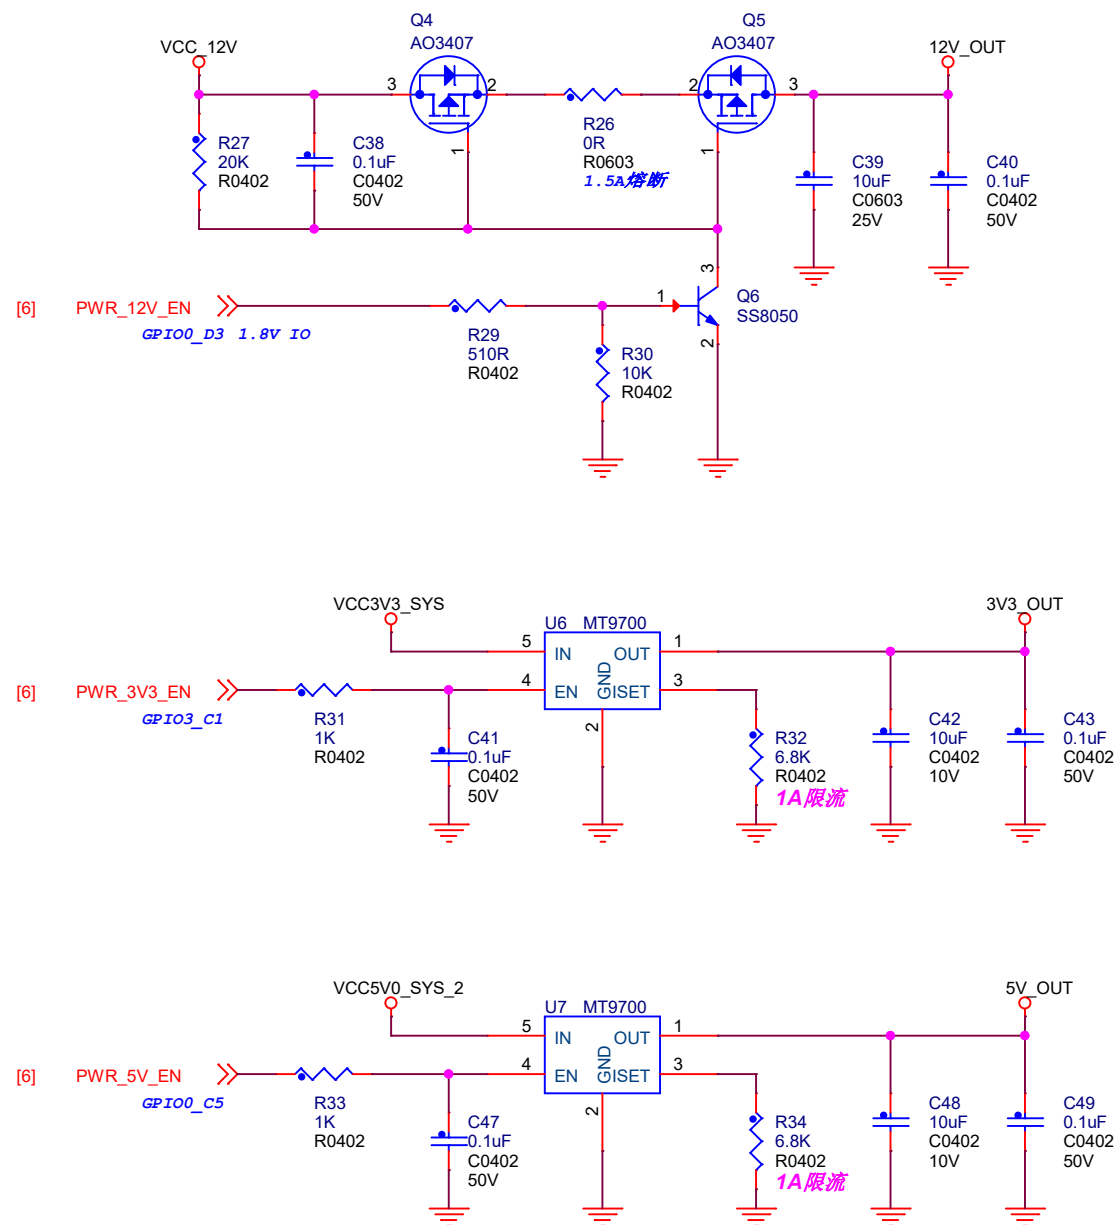 Q4
AO3407
Q5
AO3407
VCC_12V
12V_OUT
3
2
2
3
R27
20K
R0402
C38
0.1uF
C0402
50V
1
R26
0R
R0603
1.5A熔断
1
C39
10uF
C0603
25V
C40
0.1uF
C0402
50V
3
[6] PWR_12V_EN
GPIO0_D3 1.8V IO
1
Q6
SS8050
2
R29
510R
R0402
R30
10K
R0402
VCC3V3_SYS
3V3_OUT
U6 MT9700
5
IN
OUT
1
[6] PWR_3V3_EN
GPIO3_C1
4
EN
GND
ISET
3
2
R31
1K
R0402
C41
0.1uF
C0402
50V
R32
6.8K
R0402
1A限流
C42
10uF
C0402
10V
C43
0.1uF
C0402
50V
VCC5V0_SYS_2
5V_OUT
U7 MT9700
5
IN
OUT
1
[6] PWR_5V_EN
GPIO0_C5
4
EN
GND
ISET
3
2
R33
1K
R0402
C47
0.1uF
C0402
50V
R34
6.8K
R0402
1A限流
C48
10uF
C0402
10V
C49
0.1uF
C0402
50V